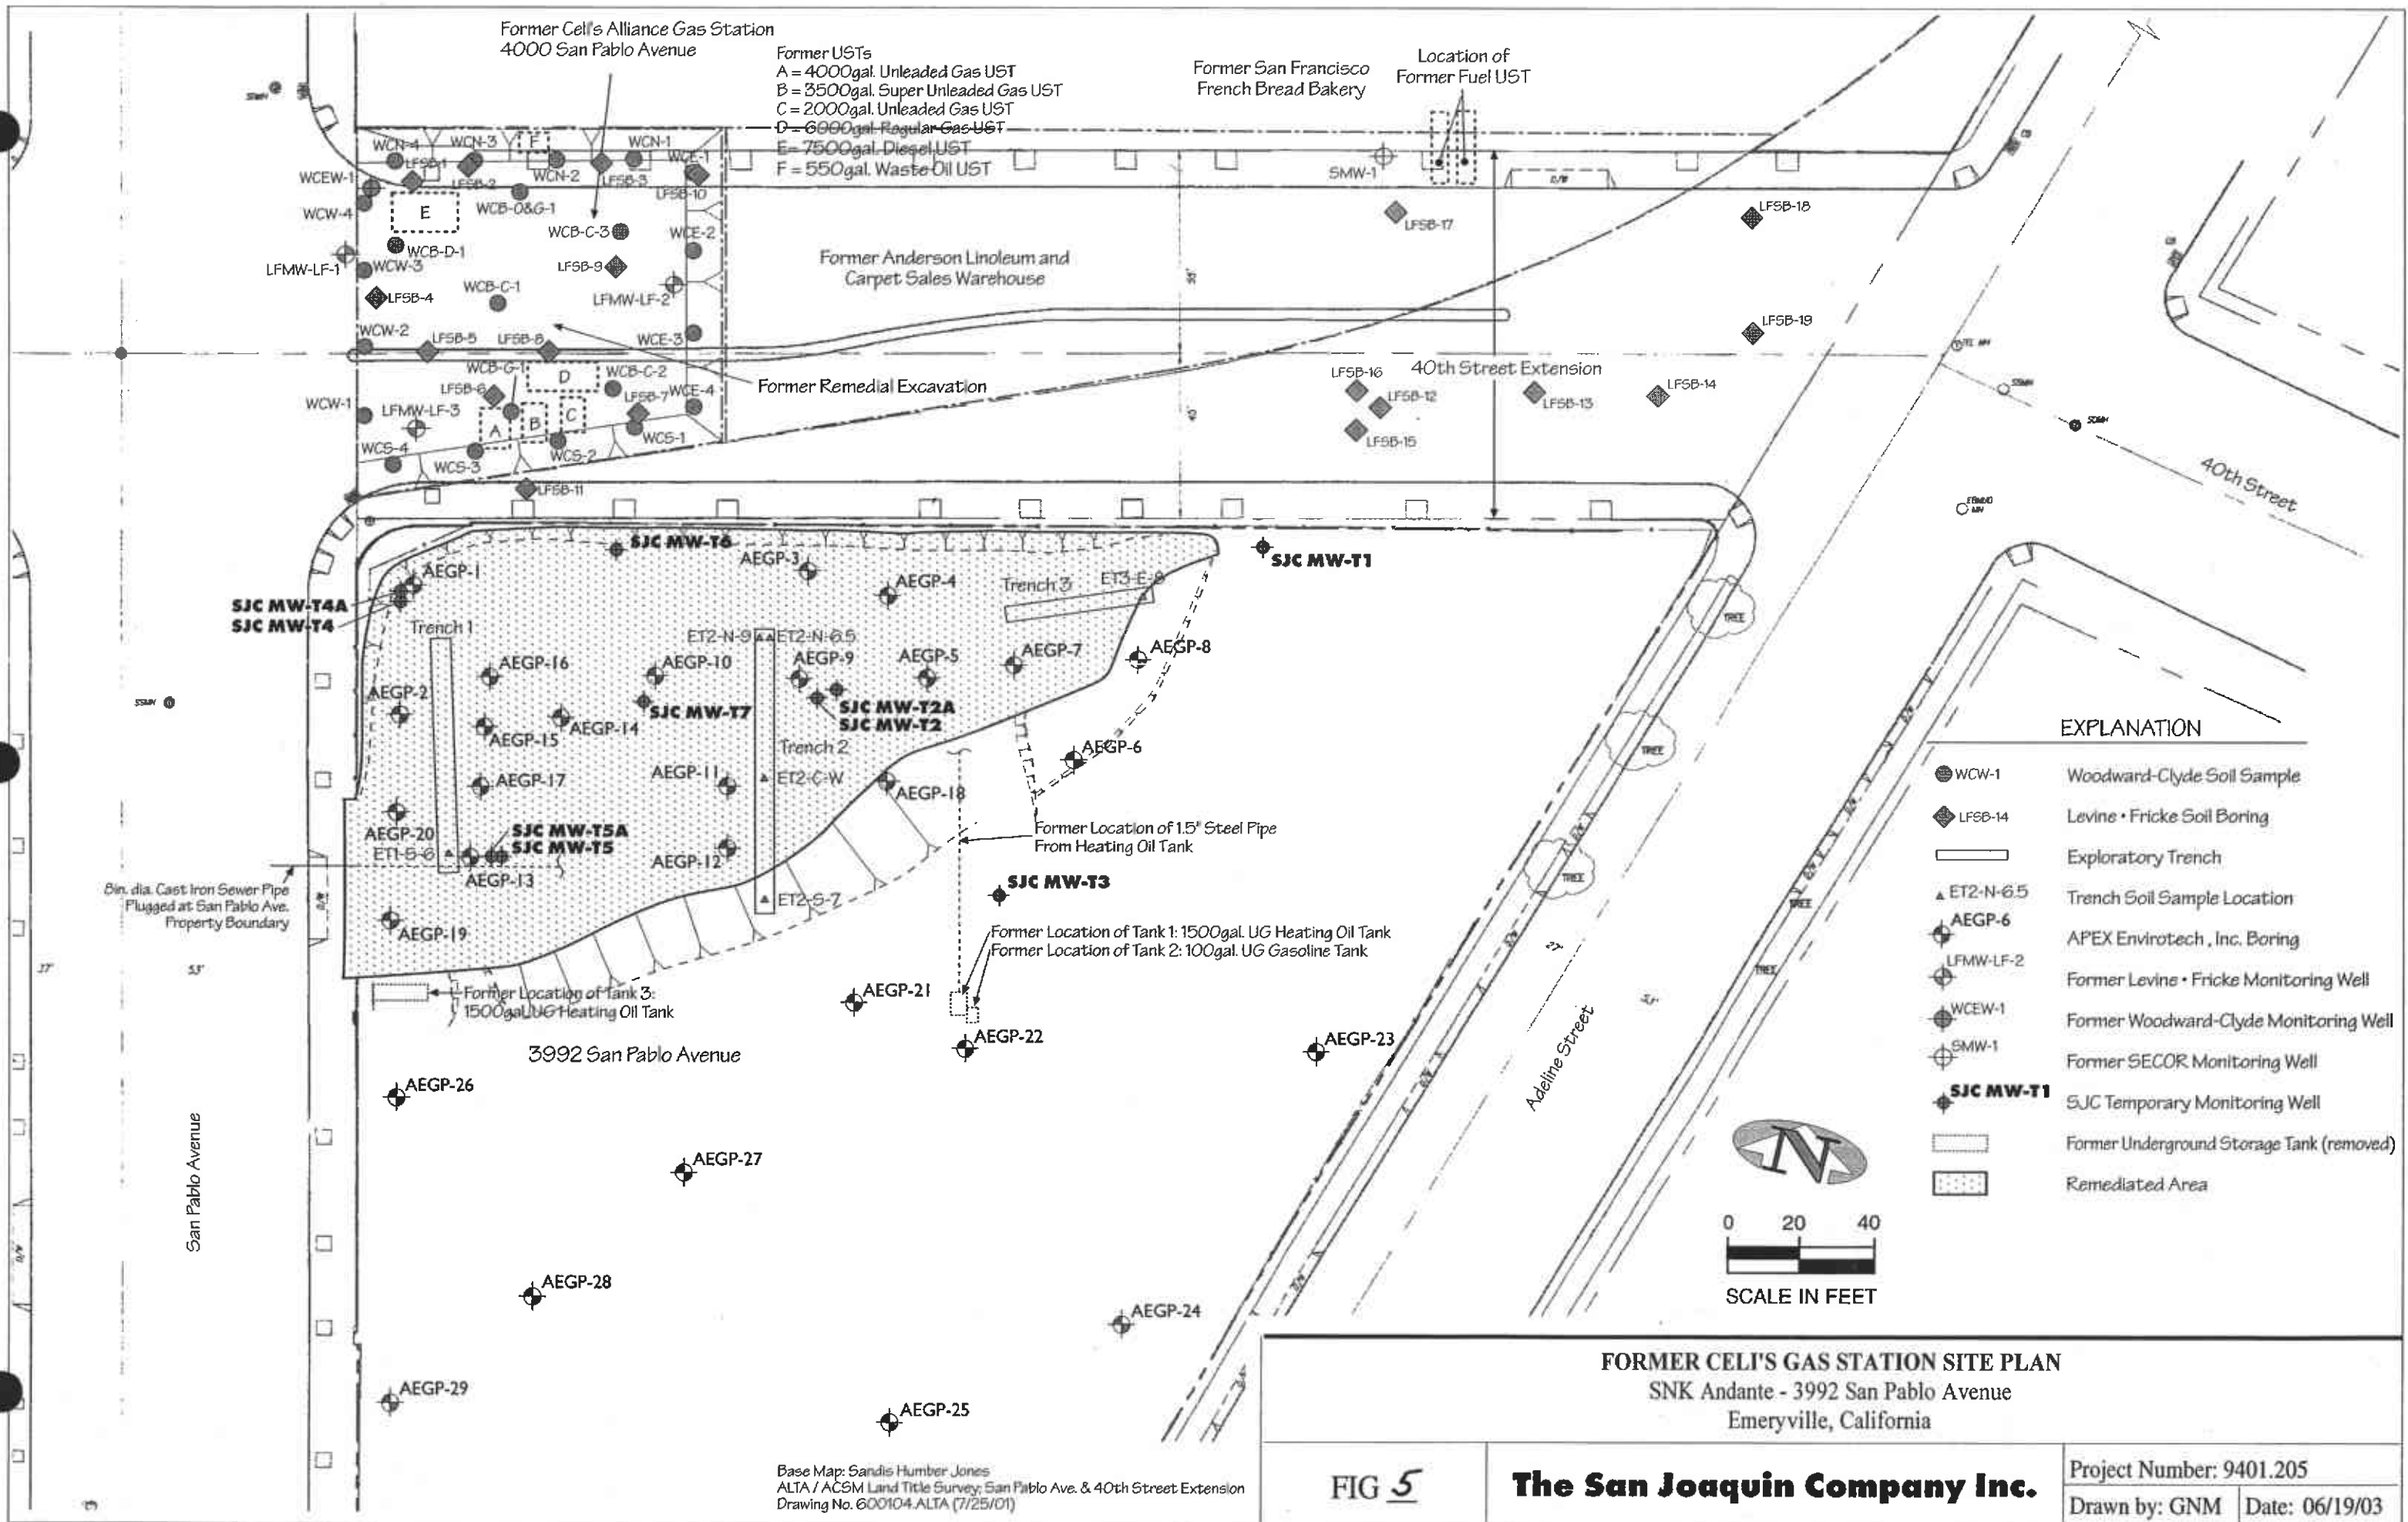 Former Celi's Alliance Gas Station
4000 San Pablo Avenue
Former USTs
A = 4000gal. Unleaded Gas UST
B = 3500gal. Super Unleaded Gas UST
C = 2000gal. Unleaded Gas UST
D = 6000gal. Regular Gas UST
E = 7500gal. Diesel UST
F = 550gal. Waste Oil UST
Former San Francisco
French Bread Bakery
Location of
Former Fuel UST
WCN-4
WCN-3
F
WCN-1
LFSB-1
WCE-1
WCEW-1
LFSB-2
WCN-2
LFSB-3
LFSB-10
SMW-1
D/W
WCW-4
E
WCB-O&G-1
WCB-C-3
WCE-2
LFSB-17
LFSB-18
WCB-D-1
LFMW-LF-1
WCW-3
LFSB-9
Former Anderson Linoleum and
Carpet Sales Warehouse
55'
LFSB-4
WCB-C-1
LFMW-LF-2
WCW-2
LFSB-5
LFSB-8
WCE-3
LFSB-19
TEL MH
WCB-G-1
D
WCB-C-2
Former Remedial Excavation
LFSB-16
40th Street Extension
LFSB-6
LFSB-7
WCE-4
LFSB-12
LFSB-13
LFSB-14
SSMH
WCW-1
LFMW-LF-3
A
B
C
45'
SDMH
WCS-1
LFSB-15
WCS-4
WCS-3
WCS-2
40th Street
LFSB-11
EBMUD
MH
SJC MW-T6
AEGP-3
SJC MW-T1
AEGP-1
AEGP-4
Trench 3
ET3-E-8
SJC MW-T4A
SJC MW-T4
Trench 1
TREE
ET2-N-9
ET2-N-6.5
AEGP-16
AEGP-10
AEGP-9
AEGP-5
AEGP-7
AEGP-8
AEGP-2
SSMH
SJC MW-T7
SJC MW-T2A
SJC MW-T2
AEGP-15
AEGP-14
Trench 2
AEGP-6
TREE
AEGP-17
AEGP-11
ET2-C-W
AEGP-18
AEGP-20
SJC MW-T5A
SJC MW-T5
ET1-S-6
AEGP-12
AEGP-13
Former Location of 1.5" Steel Pipe
From Heating Oil Tank
TREE
8in. dia. Cast Iron Sewer Pipe
Plugged at San Pablo Ave.
Property Boundary
D/W
SJC MW-T3
ET2-S-7
TREE
AEGP-19
Former Location of Tank 1: 1500gal. UG Heating Oil Tank
Former Location of Tank 2: 100gal. UG Gasoline Tank
37'
53'
27'
TREE
Former Location of Tank 3:
1500gal. UG Heating Oil Tank
AEGP-21
AEGP-22
AEGP-23
3992 San Pablo Avenue
Adeline Street
AEGP-26
San Pablo Avenue
AEGP-27
AEGP-28
AEGP-24
AEGP-29
AEGP-25
EXPLANATION
WCW-1 Woodward-Clyde Soil Sample
LFSB-14 Levine • Fricke Soil Boring
Exploratory Trench
ET2-N-6.5 Trench Soil Sample Location
AEGP-6 APEX Envirotech, Inc. Boring
LFMW-LF-2 Former Levine • Fricke Monitoring Well
WCEW-1 Former Woodward-Clyde Monitoring Well
SMW-1 Former SECOR Monitoring Well
SJC MW-T1 SJC Temporary Monitoring Well
Former Underground Storage Tank (removed)
Remediated Area
N
0 20 40
SCALE IN FEET
Base Map: Sandis Humber Jones
ALTA / ACSM Land Title Survey; San Pablo Ave. & 40th Street Extension
Drawing No. 600104.ALTA (7/25/01)
FORMER CELI'S GAS STATION SITE PLAN
SNK Andante - 3992 San Pablo Avenue
Emeryville, California
FIG 5
The San Joaquin Company Inc.
Project Number: 9401.205
Drawn by: GNM
Date: 06/19/03